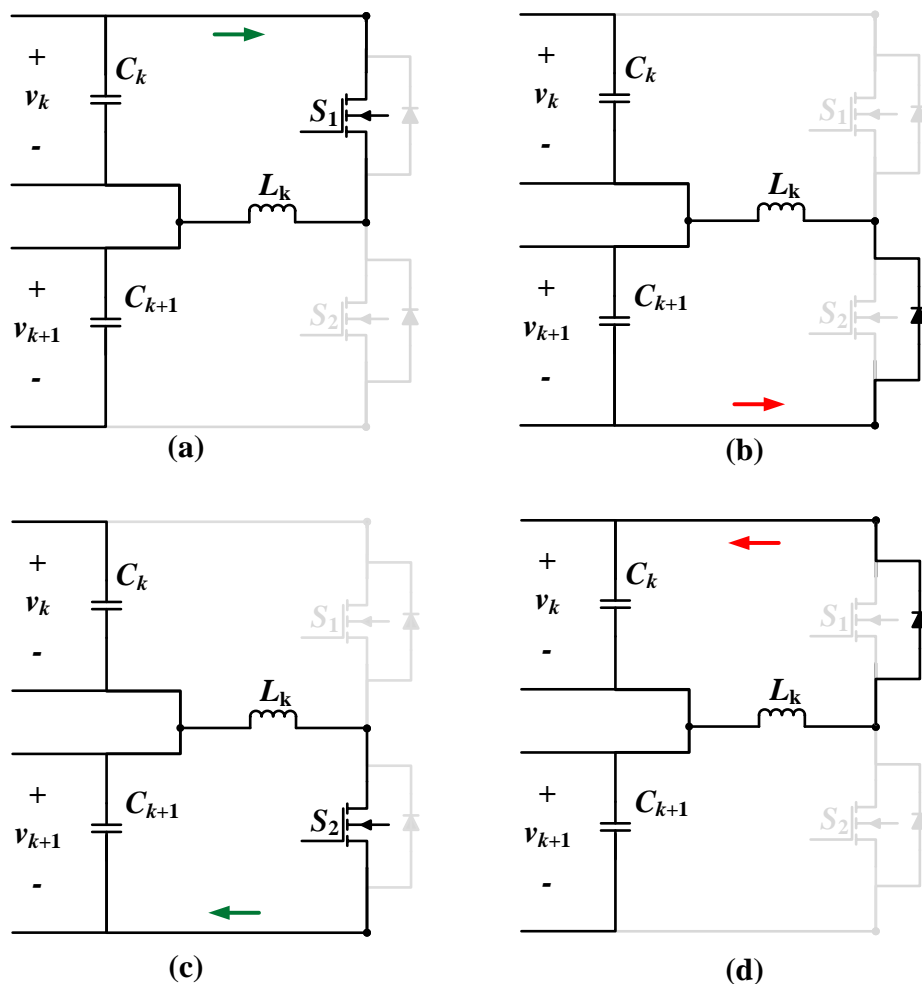 +
C_k
v_k
S_1
-
L_k
+
C_{k+1}
S_2
v_{k+1}
-
(a)
+
C_k
v_k
S_1
-
L_k
+
C_{k+1}
S_2
v_{k+1}
-
(b)
+
C_k
v_k
S_1
-
L_k
+
C_{k+1}
S_2
v_{k+1}
-
(c)
+
C_k
v_k
S_1
-
L_k
+
C_{k+1}
S_2
v_{k+1}
-
(d)